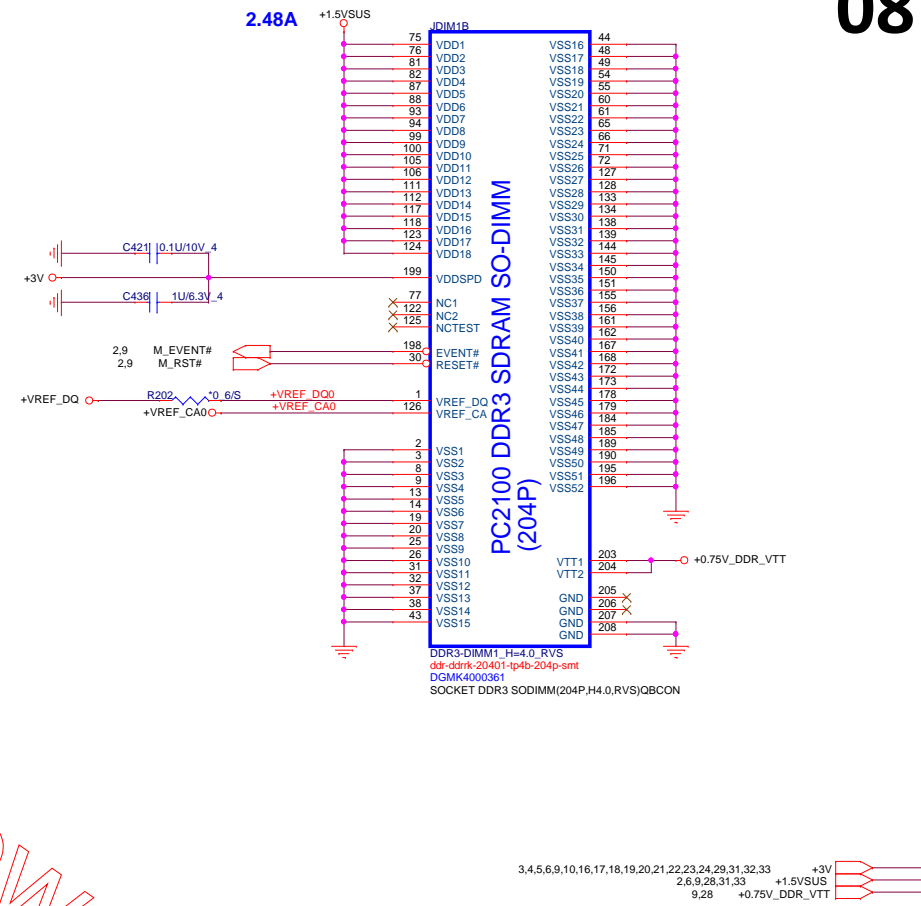 08
2.48A
+1.5VSUS
JDIM1B
75 VDD1 VSS16 44
76 VDD2 VSS17 48
81 VDD3 VSS18 49
82 VDD4 VSS19 54
87 VDD5 VSS20 55
88 VDD6 VSS21 60
93 VDD7 VSS22 61
94 VDD8 VSS23 65
99 VDD9 VSS24 66
100 VDD10 VSS25 71
105 VDD11 VSS26 72
106 VDD12 VSS27 127
111 VDD13 VSS28 128
112 VDD14 VSS29 133
117 VDD15 VSS30 134
118 VDD16 VSS31 138
123 VDD17 VSS32 139
124 VDD18 VSS33 144
VSS34 145
C421 0.1U/10V_4
+3V
199 VDDSPD VSS35 150
VSS36 151
C436 1U/6.3V_4
77 NC1 VSS37 155
122 NC2 VSS38 156
125 NCTEST VSS39 161
VSS40 162
2,9 M_EVENT# 198 EVENT# VSS41 167
2,9 M_RST# 30 RESET# VSS42 168
VSS43 172
VSS44 173
+VREF_DQ R202 *0_6/S +VREF_DQ0 1 VREF_DQ VSS45 178
+VREF_CA0 +VREF_CA0 126 VREF_CA VSS46 179
VSS47 184
VSS48 185
2 VSS1 VSS49 189
3 VSS2 VSS50 190
8 VSS3 VSS51 195
9 VSS4 VSS52 196
13 VSS5
14 VSS6
19 VSS7
20 VSS8
25 VSS9
26 VSS10 VTT1 203 +0.75V_DDR_VTT
31 VSS11 VTT2 204
32 VSS12
37 VSS13 GND 205
38 VSS14 GND 206
43 VSS15 GND 207
GND 208
PC2100 DDR3 SDRAM SO-DIMM
(204P)
DDR3-DIMM1_H=4.0_RVS
ddr-ddrrk-20401-tp4b-204p-smt
DGMK4000361
SOCKET DDR3 SODIMM(204P,H4.0,RVS)QBCON
3,4,5,6,9,10,16,17,18,19,20,21,22,23,24,29,31,32,33 +3V
2,6,9,28,31,33 +1.5VSUS
9,28 +0.75V_DDR_VTT